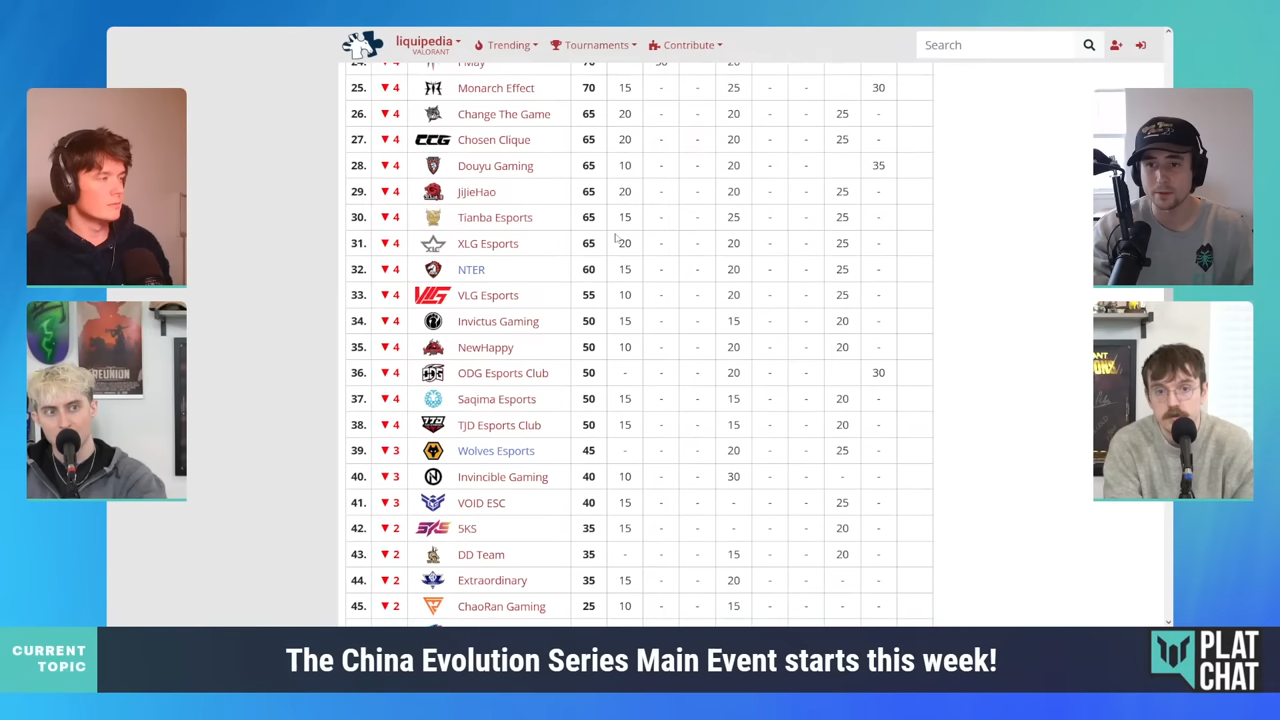 liquipedia
VALORANT
Trending
Tournaments
Contribute
Search
25. ▼ 4 Monarch Effect 70 15 - - 25 - - 30
26. ▼ 4 Change The Game 65 20 - - 20 - - 25 -
27. ▼ 4 CCG Chosen Clique 65 20 - - 20 - - 25 -
28. ▼ 4 Douyu Gaming 65 10 - - 20 - - 35
29. ▼ 4 JiJieHao 65 20 - - 20 - - 25 -
30. ▼ 4 Tianba Esports 65 15 - - 25 - - 25 -
31. ▼ 4 XLG XLG Esports 65 20 - - 20 - - 25 -
32. ▼ 4 NTER 60 15 - - 20 - - 25 -
33. ▼ 4 VLG VLG Esports 55 10 - - 20 - - 25 -
34. ▼ 4 Invictus Gaming 50 15 - - 15 - - 20 -
35. ▼ 4 NewHappy 50 10 - - 20 - - 20 -
36. ▼ 4 ODG ODG Esports Club 50 - - - 20 - - - 30
37. ▼ 4 Saqima Esports 50 15 - - 15 - - 20 -
38. ▼ 4 TJD Esports Club 50 15 - - 15 - - 20 -
39. ▼ 3 Wolves Esports 45 - - - 20 - - 25 -
40. ▼ 3 Invincible Gaming 40 10 - - 30 - - - -
41. ▼ 3 VOID ESC 40 15 - - - - - 25 -
42. ▼ 2 5KS 5KS 35 15 - - - - - 20 -
43. ▼ 2 DD Team 35 - - - 15 - - 20 -
44. ▼ 2 Extraordinary 35 15 - - 20 - - - -
45. ▼ 2 ChaoRan Gaming 25 10 - - 15 - - - -
REUNION
CURRENT
TOPIC
The China Evolution Series Main Event starts this week!
PLAT
CHAT